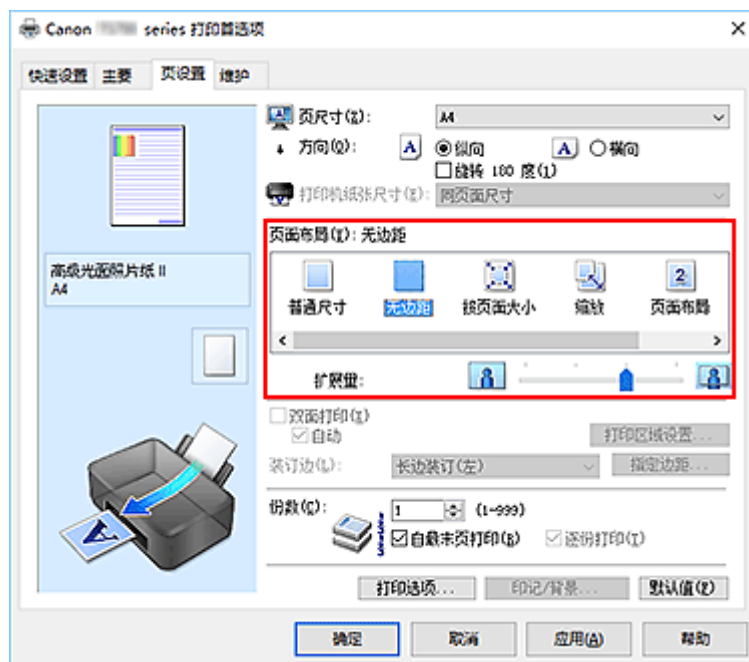 Canon series 打印首选项
快速设置 主要 页设置 维护
页尺寸(Z): A4
方向(O): A 纵向 A 横向
旋转 180 度(1)
打印机纸张尺寸(E): 同页面尺寸
高级光面照片纸 II
A4
页面布局(Y): 无边距
2
普通尺寸 无边距 按页面大小 缩放 页面布局
扩展量:
双面打印(X)
自动
打印区域设置...
装订边(L): 长边装订(左) 指定边距...
份数(C): 1 (1-999)
自最末页打印(R) 逐份打印(T)
打印选项... 印记/背景... 默认值(F)
确定 取消 应用(A) 帮助